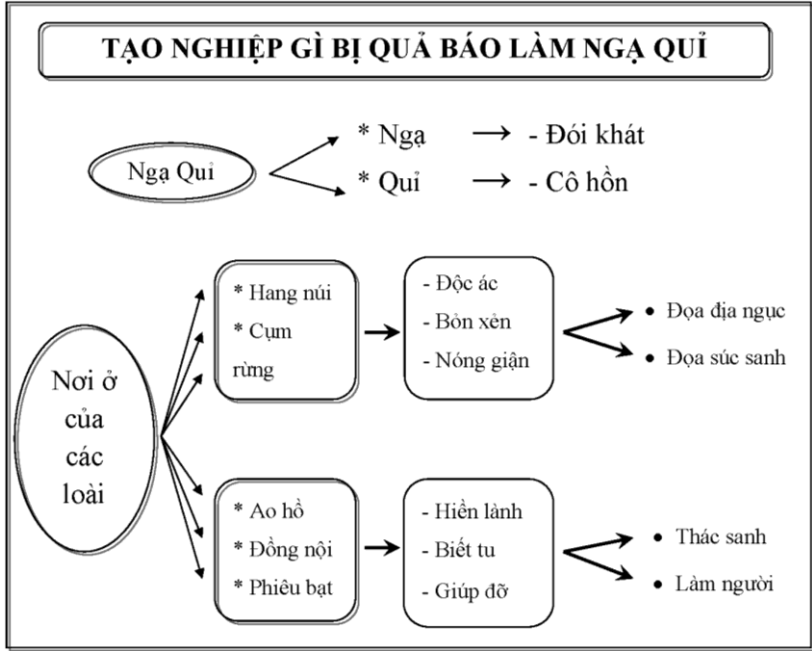 TẠO NGHIỆP GÌ BỊ QUẢ BÁO LÀM NGẠ QUỈ
Ngạ Quỉ
* Ngạ → - Đói khát
* Quỉ → - Cô hồn
Nơi ở
của
các
loài
* Hang núi
* Cụm
rừng
- Độc ác
- Bỏn xẻn
- Nóng giận
• Đọa địa ngục
• Đọa súc sanh
* Ao hồ
* Đồng nội
* Phiêu bạt
- Hiền lành
- Biết tu
- Giúp đỡ
• Thác sanh
• Làm người